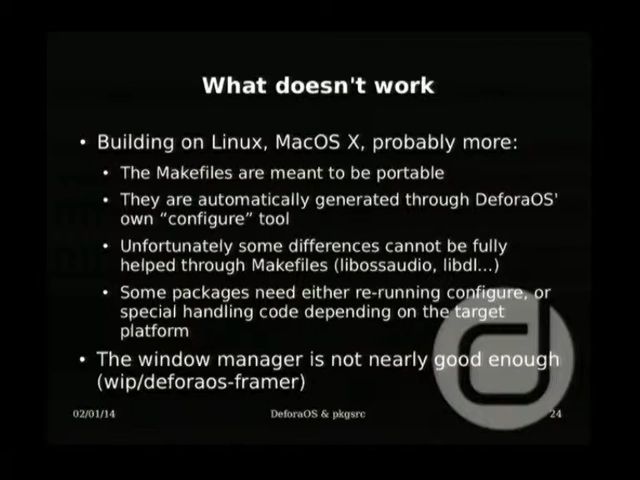 What doesn't work
• Building on Linux, MacOS X, probably more:
• The Makefiles are meant to be portable
• They are automatically generated through DeforaOS'
own “configure” tool
• Unfortunately some differences cannot be fully
helped through Makefiles (libossaudio, libdl...)
• Some packages need either re-running configure, or
special handling code depending on the target
platform
• The window manager is not nearly good enough
(wip/deforaos-framer)
02/01/14 DeforaOS & pkgsrc 24